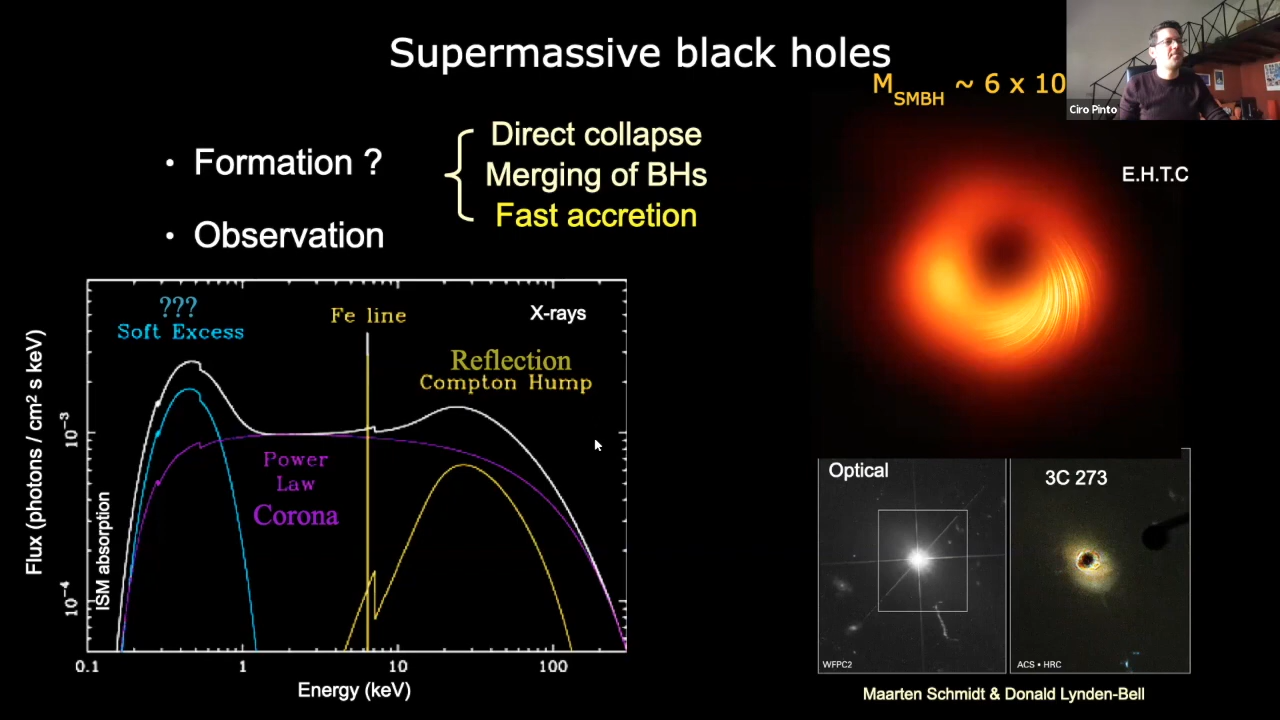 Supermassive black holes
M SMBH ~ 6 x 10
Ciro Pinto
• Formation ?
Direct collapse
Merging of BHs
Fast accretion
• Observation
E.H.T.C
???
Soft Excess
Fe line
X-rays
Reflection
Compton Hump
Power
Law
Corona
ISM absorption
Flux (photons / cm² s keV)
10⁻³
10⁻⁴
0.1 1 10 100
Energy (keV)
Optical
3C 273
WFPC2
ACS • HRC
Maarten Schmidt & Donald Lynden-Bell